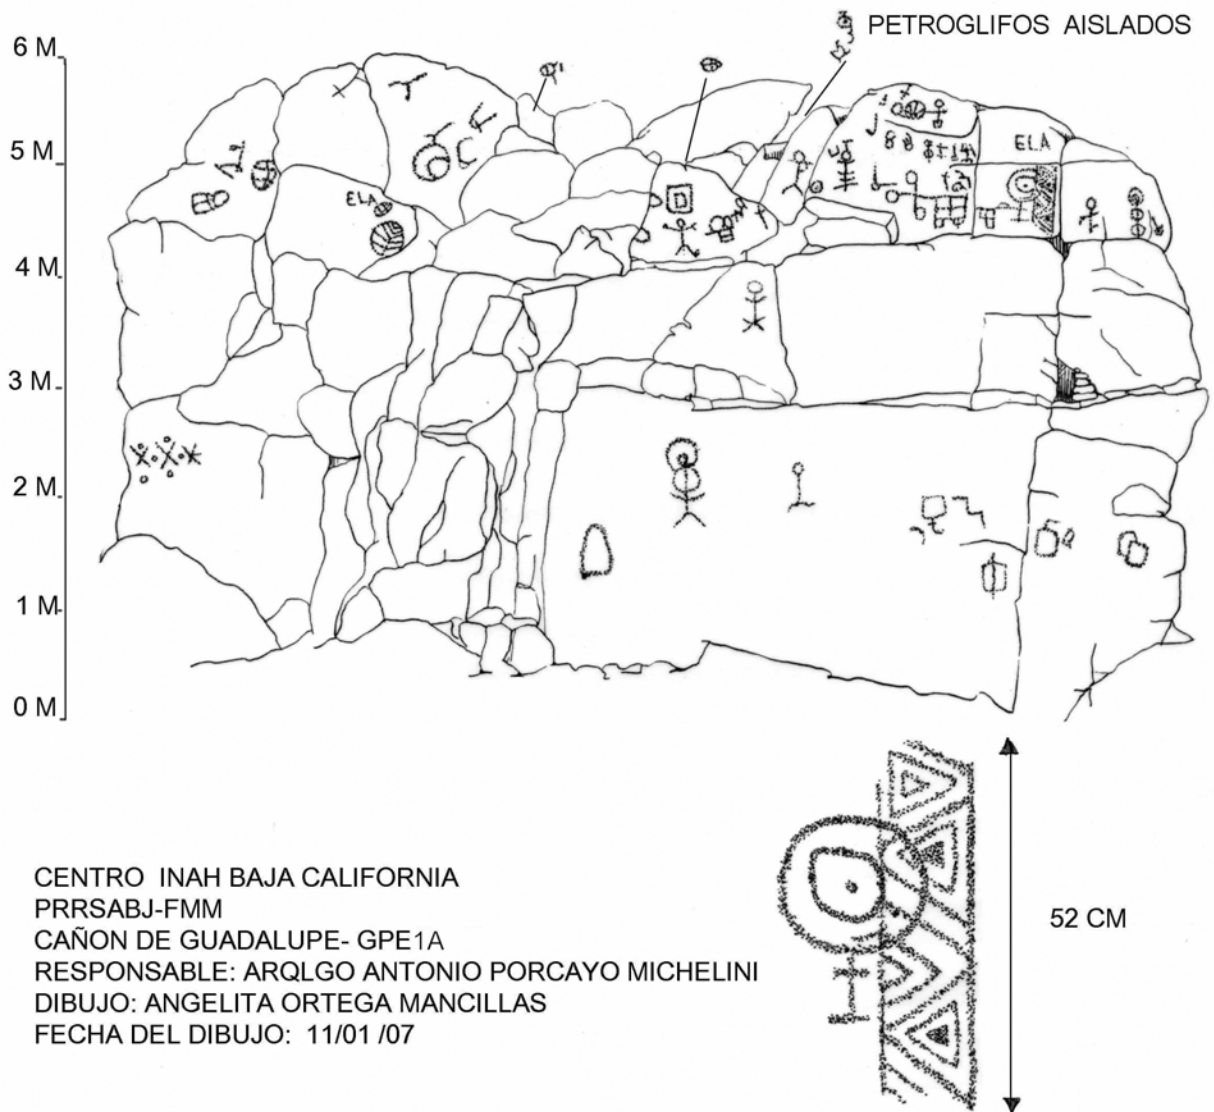 PETROGLIFOS AISLADOS
6 M
5 M
4 M
3 M
2 M
1 M
0 M
ELA
ELA
52 CM
CENTRO INAH BAJA CALIFORNIA
PRRSABJ-FMM
CAÑON DE GUADALUPE- GPE1A
RESPONSABLE: ARQLGO ANTONIO PORCAYO MICHELINI
DIBUJO: ANGELITA ORTEGA MANCILLAS
FECHA DEL DIBUJO: 11/01 /07